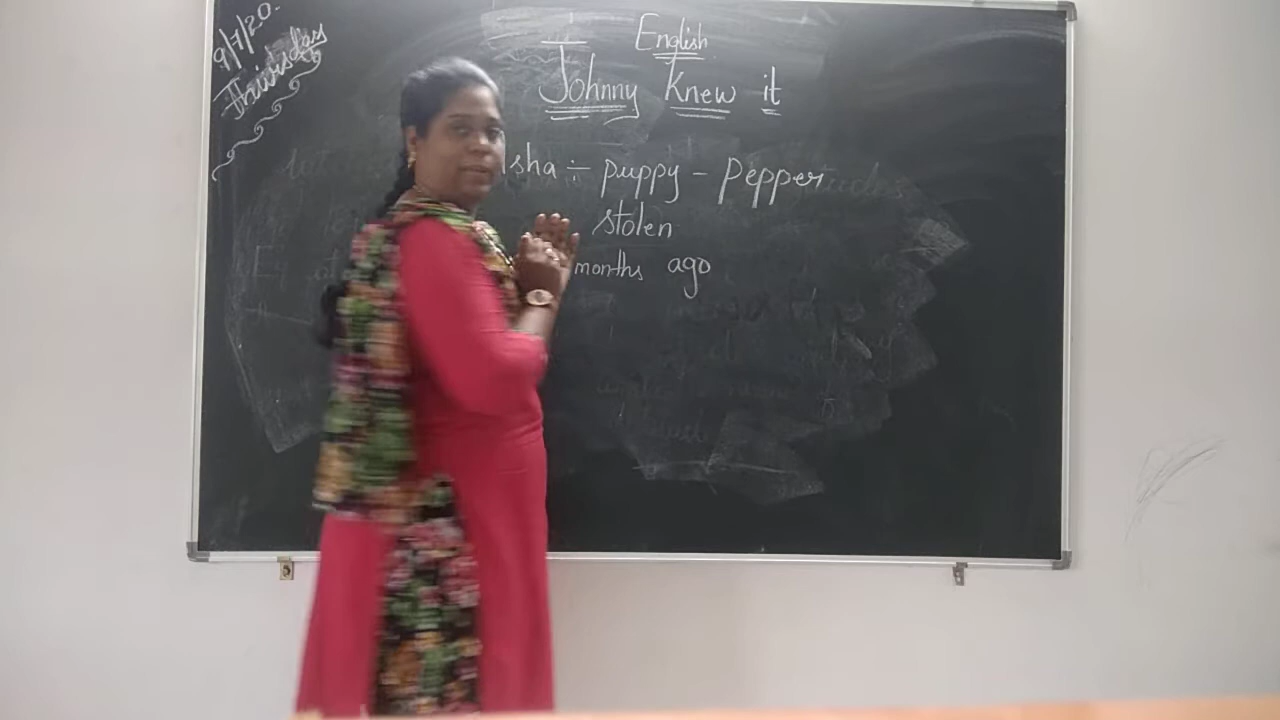 9/7/20.
Thursday
English
Johnny Knew it
sha :- puppy - Pepper
stolen
months ago